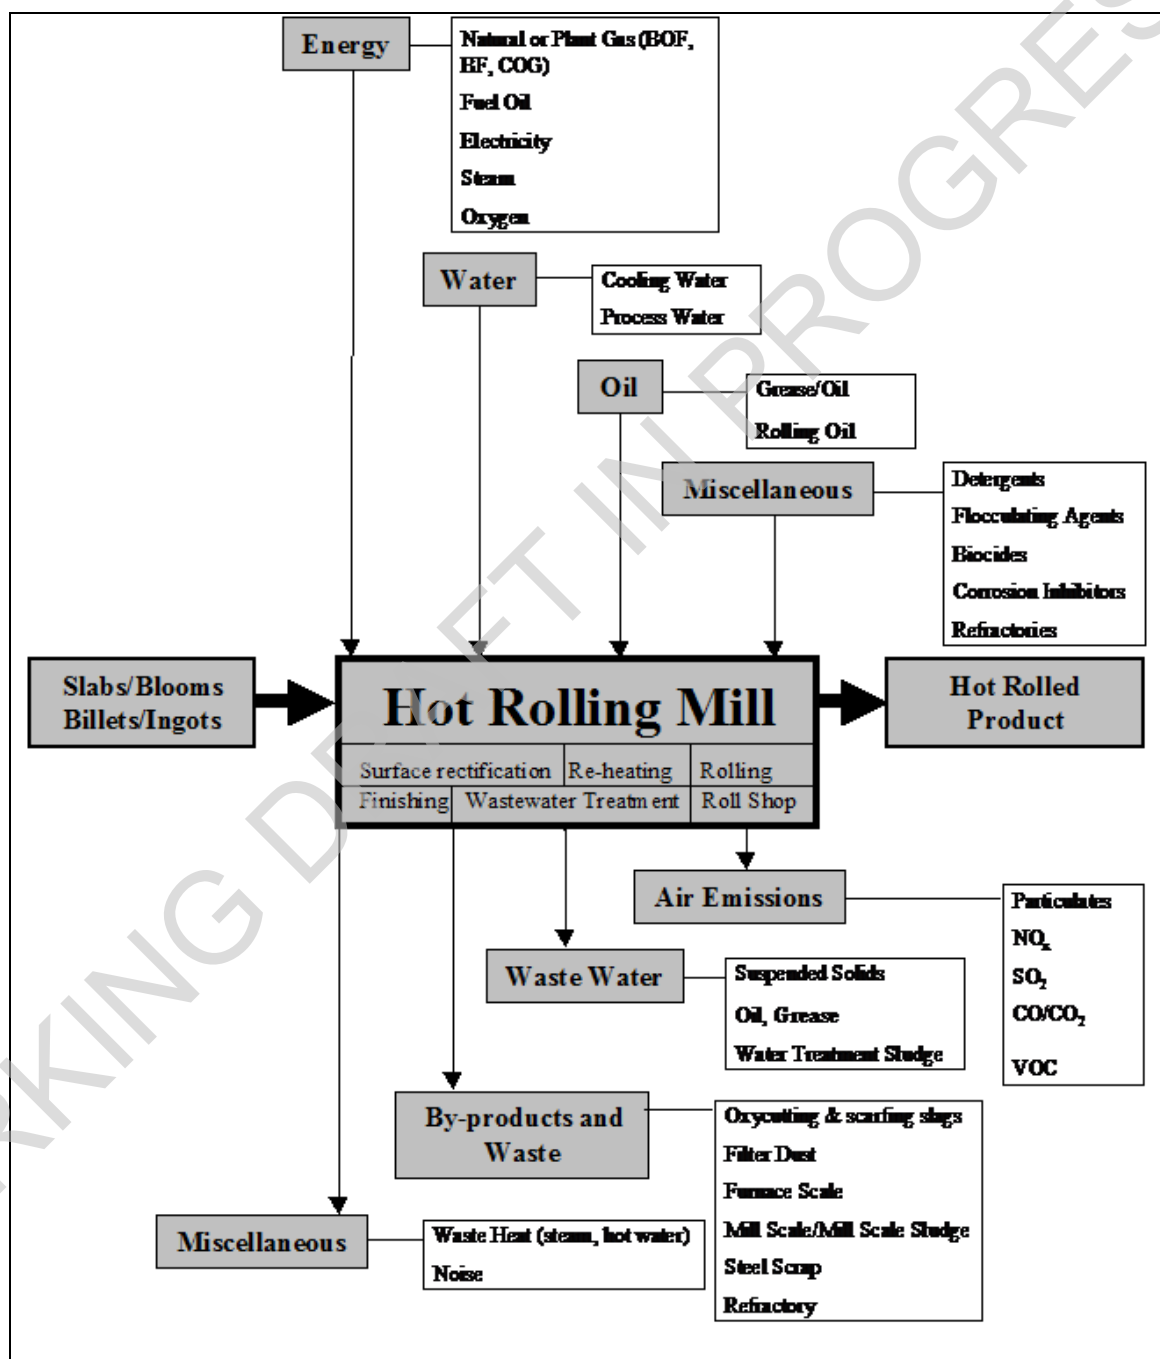 Energy
Natural or Plant Gas (BOF,
BF, COG)
Fuel Oil
Electricity
Steam
Oxygen
Water
Cooling Water
Process Water
Oil
Grease/Oil
Rolling Oil
Miscellaneous
Detergents
Flocculating Agents
Biocides
Corrosion Inhibitors
Refractories
Slabs/Blooms
Billets/Ingots
Hot Rolling Mill
Surface rectification
Re-heating
Rolling
Finishing
Wastewater Treatment
Roll Shop
Hot Rolled
Product
Air Emissions
Particulates
NOx
SO2
CO/CO2
VOC
Waste Water
Suspended Solids
Oil, Grease
Water Treatment Sludge
By-products and
Waste
Oxycutting & scarfing slags
Filter Dust
Furnace Scale
Mill Scale/Mill Scale Sludge
Steel Scrap
Refractory
Miscellaneous
Waste Heat (steam, hot water)
Noise
RKING DRAFT IN PROGRES